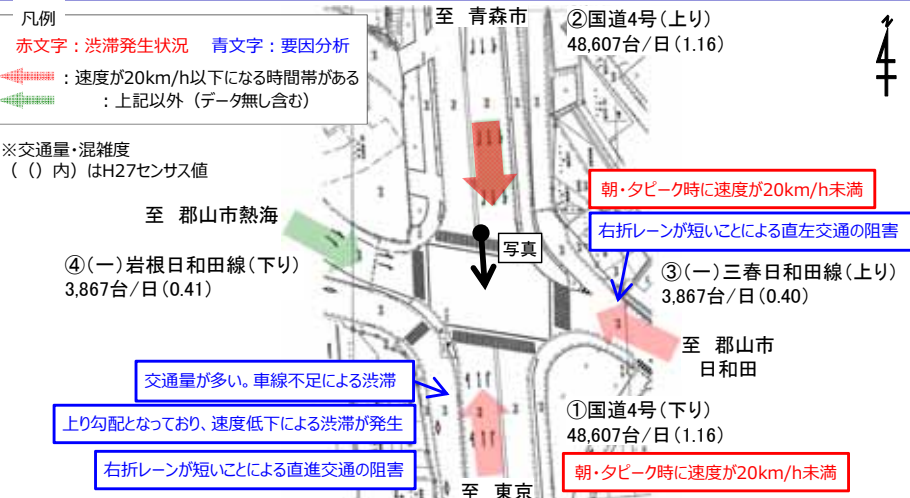 凡例
赤文字：渋滞発生状況　青文字：要因分析
：速度が20km/h以下になる時間帯がある
：上記以外（データ無し含む）
※交通量・混雑度
（（）内）はH27センサス値
至 青森市
②国道4号（上り）
48,607台/日（1.16）
朝・夕ピーク時に速度が20km/h未満
右折レーンが短いことによる直左交通の阻害
至 郡山市熱海
写真
④(一)岩根日和田線（下り）
3,867台/日（0.41）
③(一)三春日和田線（上り）
3,867台/日（0.40）
至 郡山市
日和田
交通量が多い。車線不足による渋滞
上り勾配となっており、速度低下による渋滞が発生
右折レーンが短いことによる直進交通の阻害
①国道4号（下り）
48,607台/日（1.16）
朝・夕ピーク時に速度が20km/h未満
至 東京